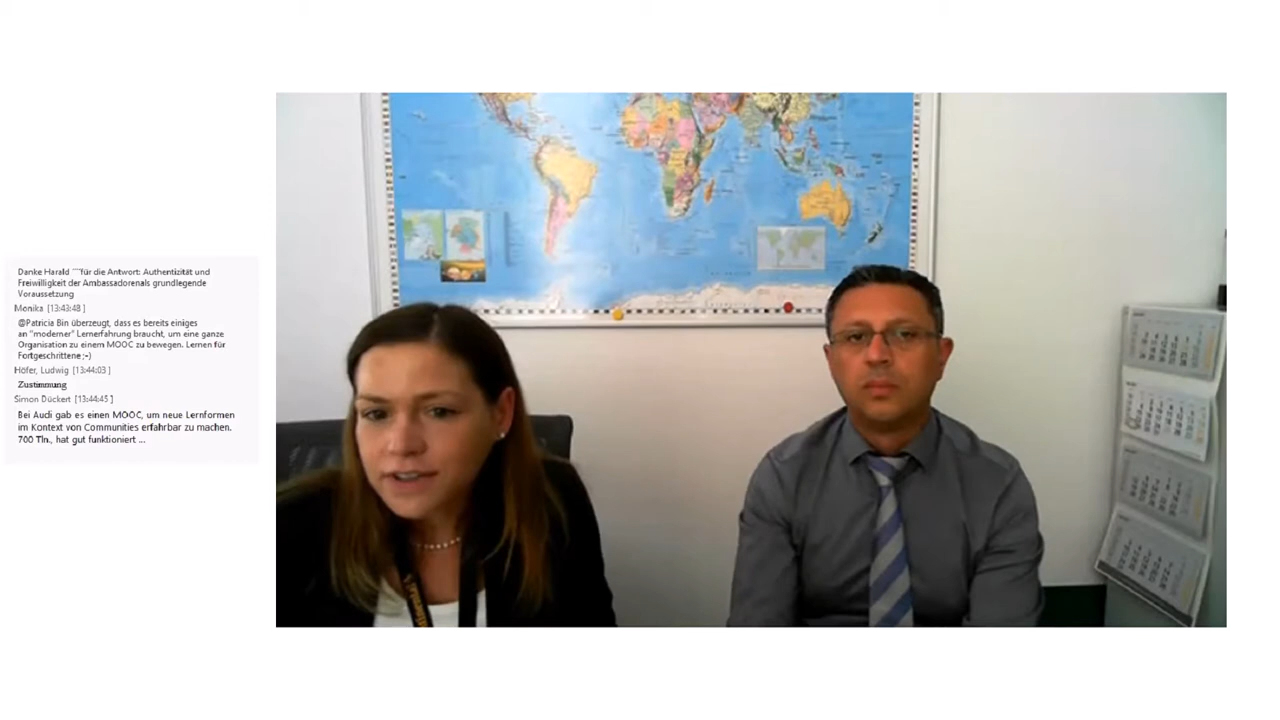 Danke Harald ´´´´für die Antwort: Authentizität und
Freiwilligkeit der Ambassadorenals grundlegende
Voraussetzung
Monika [13:43:48 ]
@Patricia Bin überzeugt, dass es bereits einiges
an "moderner" Lernerfahrung braucht, um eine ganze
Organisation zu einem MOOC zu bewegen. Lernen für
Fortgeschrittene ;-)
Höfer, Ludwig [13:44:03 ]
Zustimmung
Simon Dückert [13:44:45 ]
Bei Audi gab es einen MOOC, um neue Lernformen
im Kontext von Communities erfahrbar zu machen.
700 Tln., hat gut funktioniert ...